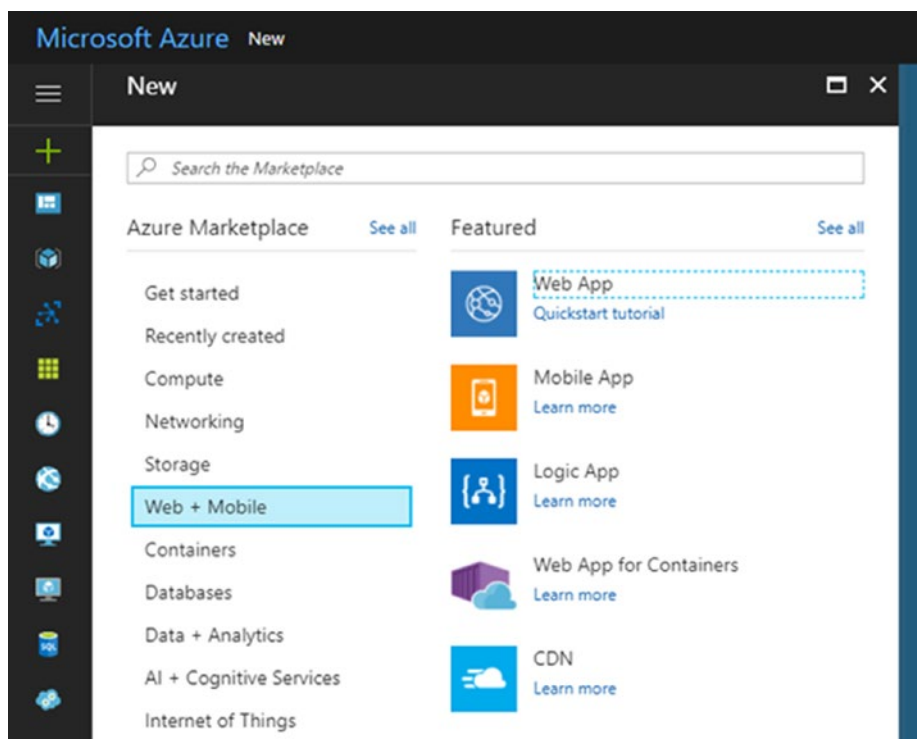 Microsoft Azure New
New
Search the Marketplace
Azure Marketplace See all
Get started
Recently created
Compute
Networking
Storage
Web + Mobile
Containers
Databases
Data + Analytics
AI + Cognitive Services
Internet of Things
Featured See all
Web App
Quickstart tutorial
Mobile App
Learn more
Logic App
Learn more
Web App for Containers
Learn more
CDN
Learn more
SQL